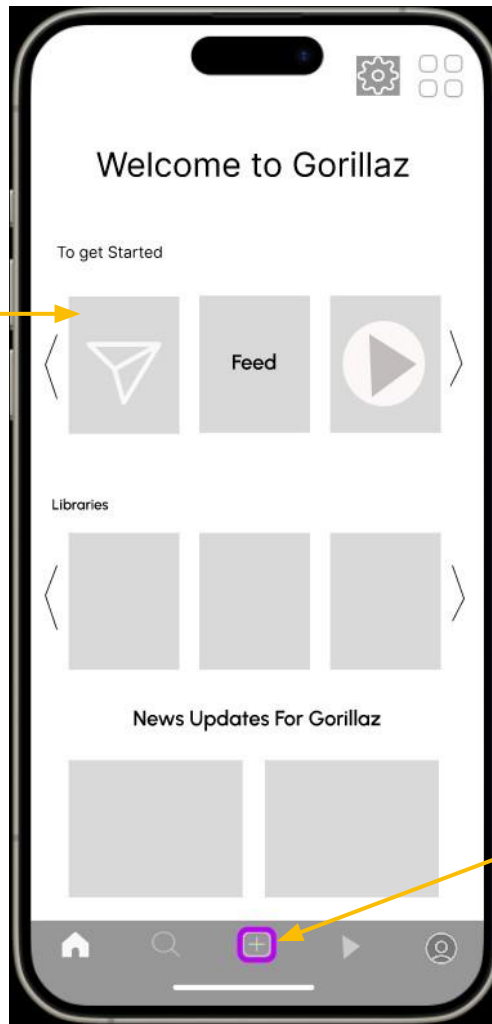 Welcome to Gorillaz
To get Started
Feed
Libraries
News Updates For Gorillaz